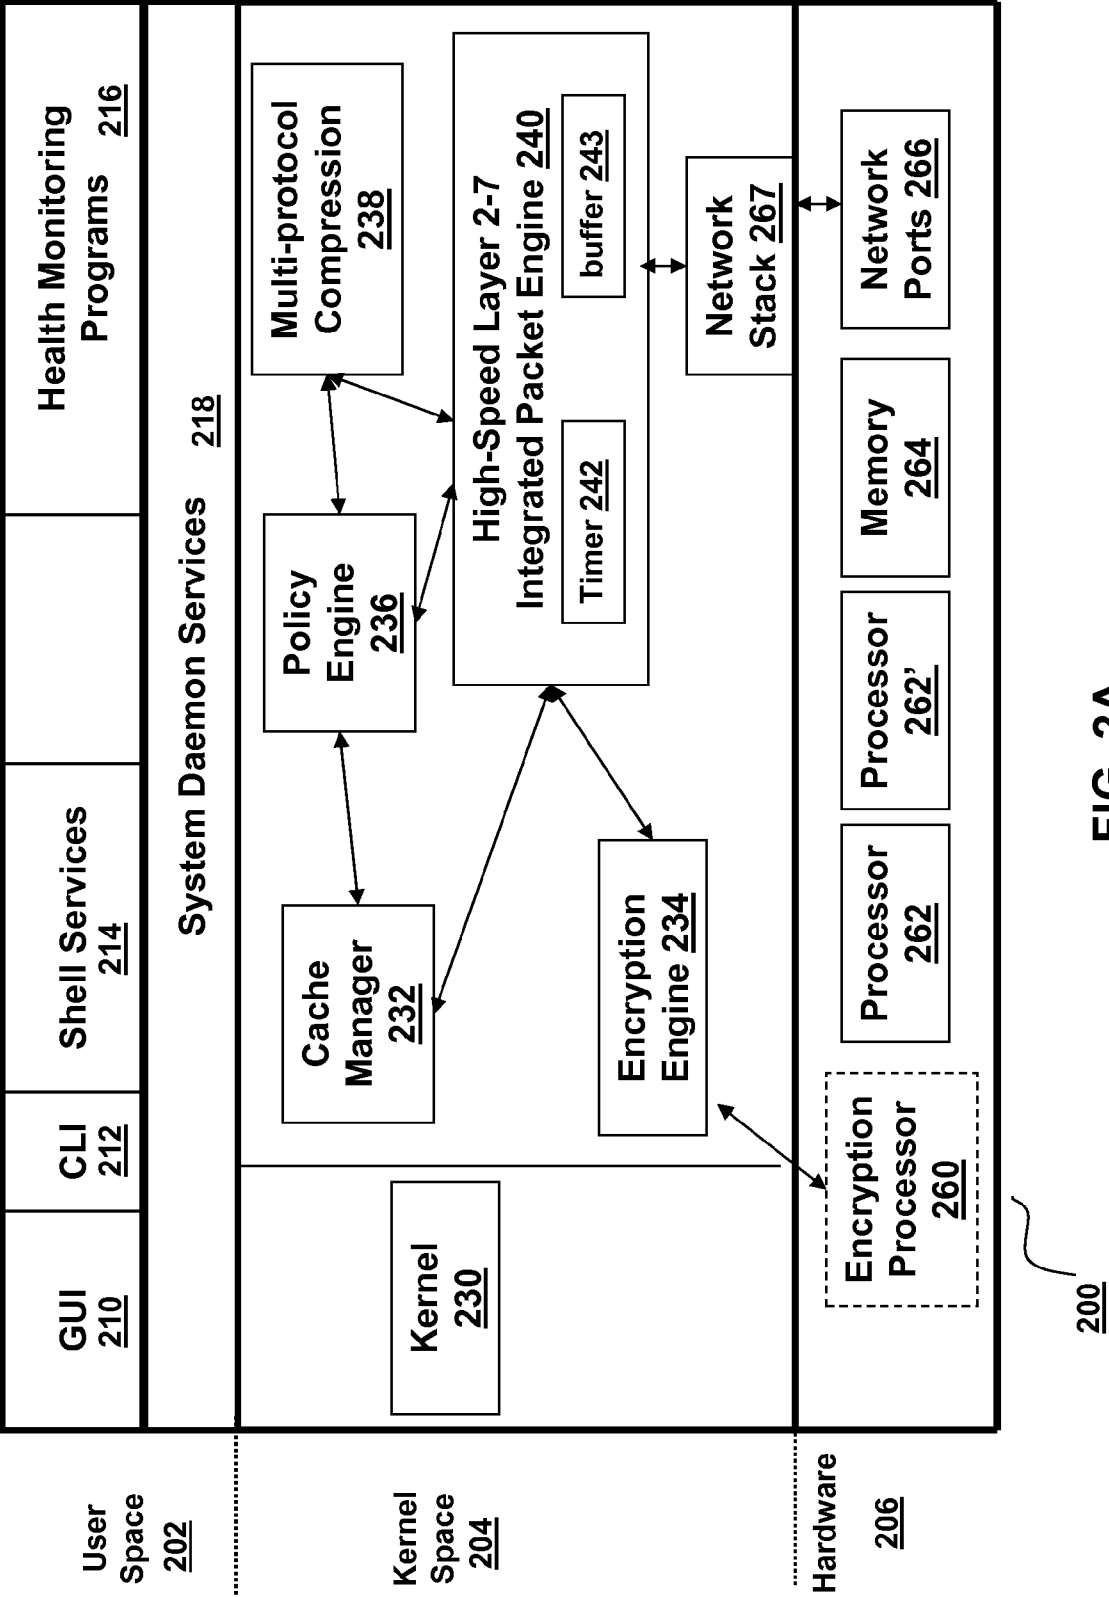 User
Space
202
GUI
210
CLI
212
Shell Services
214
Health Monitoring
Programs 216
System Daemon Services 218
Kernel
Space
204
Kernel
230
Cache
Manager
232
Policy
Engine
236
Multi-protocol
Compression
238
High-Speed Layer 2-7
Integrated Packet Engine 240
Timer 242
buffer 243
Encryption
Engine 234
Network
Stack 267
Hardware
206
Encryption
Processor
260
Processor
262
Processor
262'
Memory
264
Network
Ports 266
200
FIG. 2A